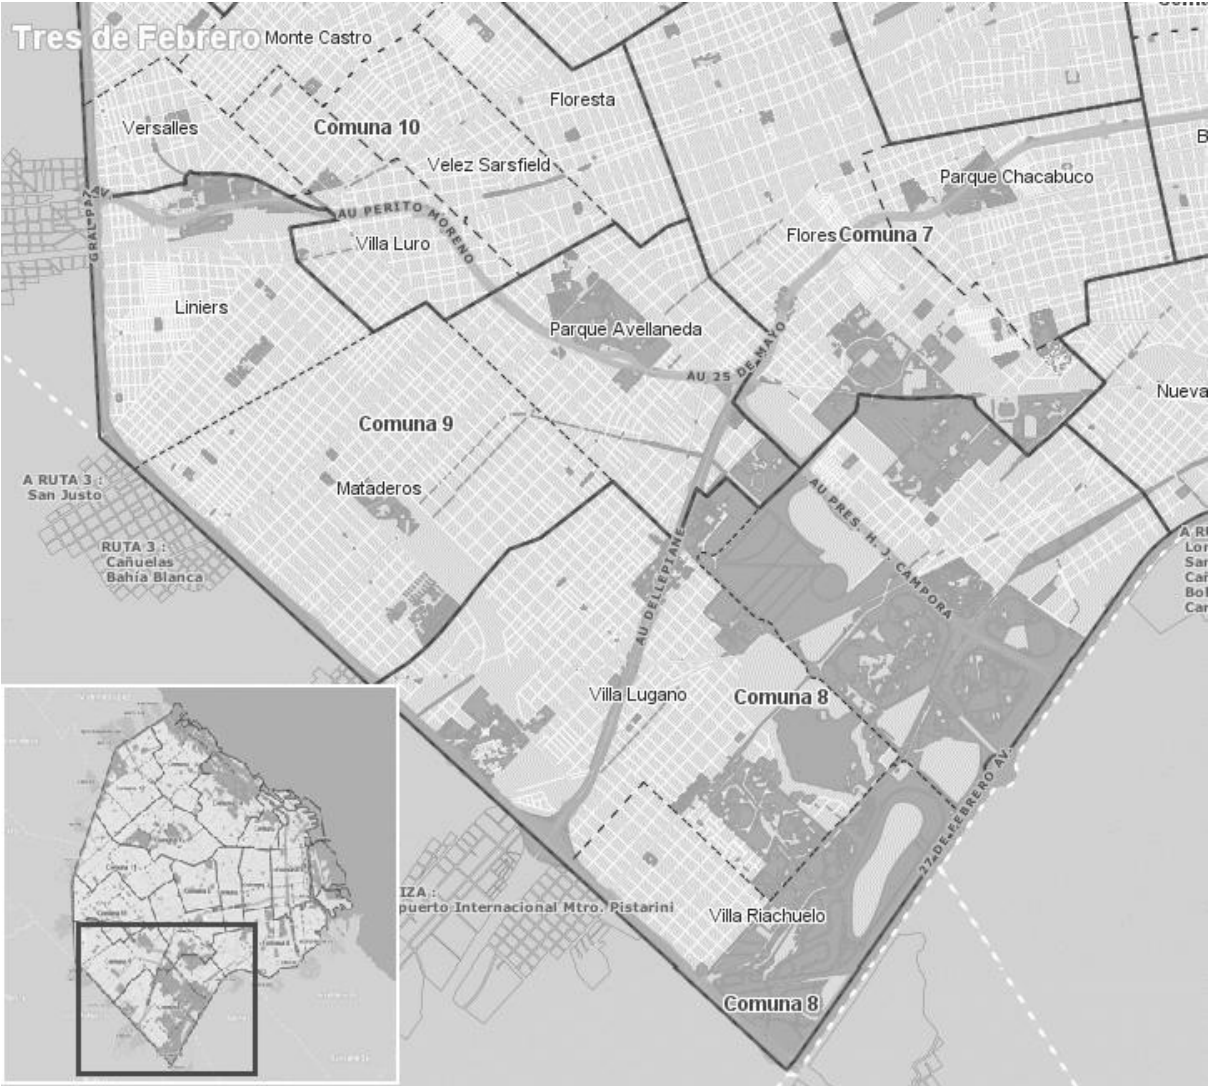 Tres de Febrero
Monte Castro
Floresta
Versalles
Comuna 10
Velez Sarsfield
Parque Chacabuco
GRAL PAZ AV.
AU PERITO MORENO
Villa Luro
Flores
Comuna 7
Liniers
Parque Avellaneda
AU 25 DE MAYO
Nueva
Comuna 9
A RUTA 3 :
San Justo
Mataderos
AU PRES. H. J. CAMPORA
RUTA 3 :
Cañuelas
Bahía Blanca
AU DELLEPIANE
Villa Lugano
Comuna 8
27 DE FEBRERO AV.
IZA :
puerto Internacional Mtro. Pistarini
Villa Riachuelo
Comuna 8